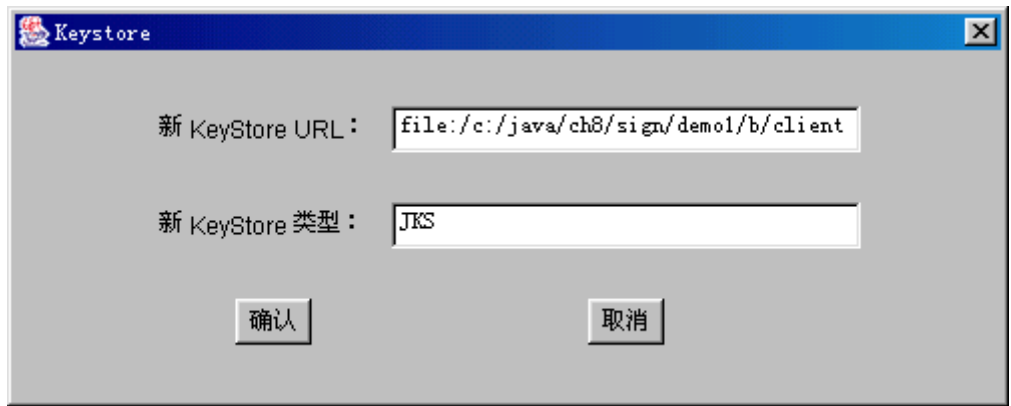 Keystore
新 KeyStore URL： file:/c:/java/ch8/sign/demo1/b/client
新 KeyStore 类型： JKS
确认 取消